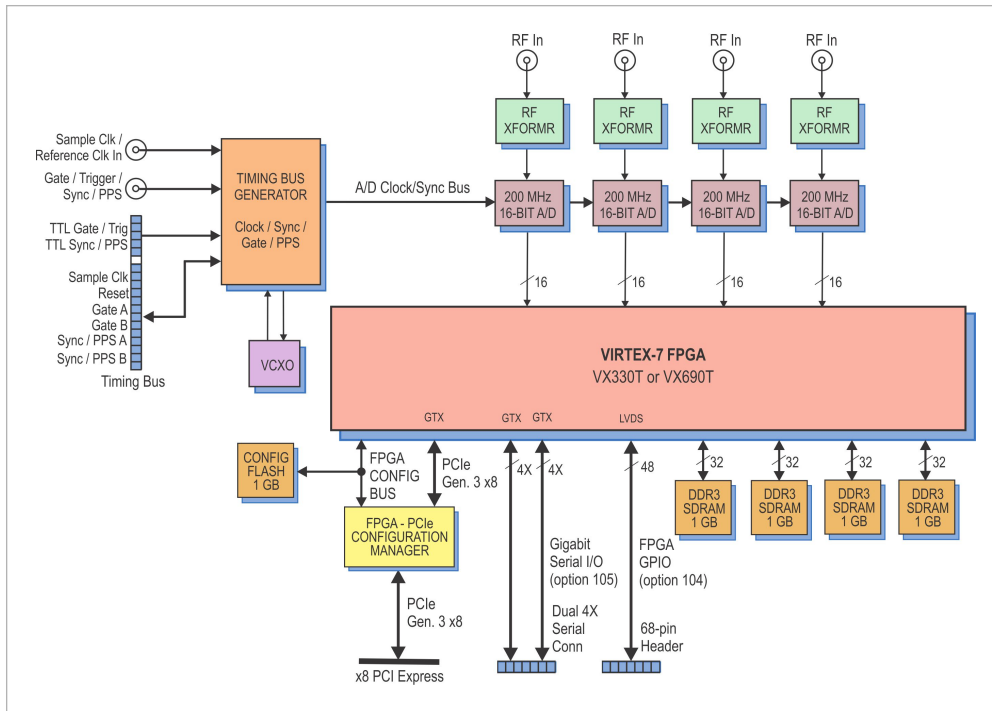 RF In
RF In
RF In
RF In
RF
XFORMR
RF
XFORMR
RF
XFORMR
RF
XFORMR
Sample Clk /
Reference Clk In
Gate / Trigger /
Sync / PPS
TTL Gate / Trig
TTL Sync / PPS
Sample Clk
Reset
Gate A
Gate B
Sync / PPS A
Sync / PPS B
Timing Bus
TIMING BUS
GENERATOR
Clock / Sync /
Gate / PPS
VCXO
A/D Clock/Sync Bus
200 MHz
16-BIT A/D
200 MHz
16-BIT A/D
200 MHz
16-BIT A/D
200 MHz
16-BIT A/D
16
16
16
16
VIRTEX-7 FPGA
VX330T or VX690T
GTX
GTX
GTX
LVDS
CONFIG
FLASH
1 GB
FPGA
CONFIG
BUS
PCIe
Gen. 3 x8
4X
4X
48
32
32
32
32
DDR3
SDRAM
1 GB
DDR3
SDRAM
1 GB
DDR3
SDRAM
1 GB
DDR3
SDRAM
1 GB
FPGA - PCIe
CONFIGURATION
MANAGER
Gigabit
Serial I/O
(option 105)
FPGA
GPIO
(option 104)
PCIe
Gen. 3 x8
Dual 4X
Serial
Conn
68-pin
Header
x8 PCI Express